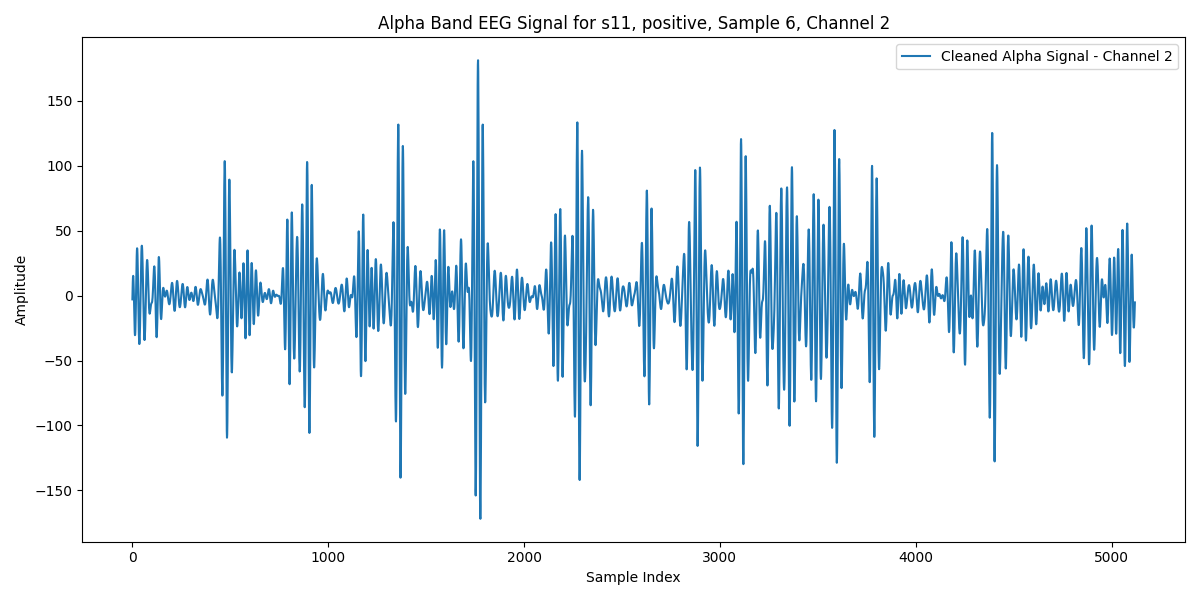 Alpha Band EEG Signal for s11, positive, Sample 6, Channel 2
Cleaned Alpha Signal - Channel 2
Amplitude
150
100
50
0
−50
−100
−150
0 1000 2000 3000 4000 5000
Sample Index